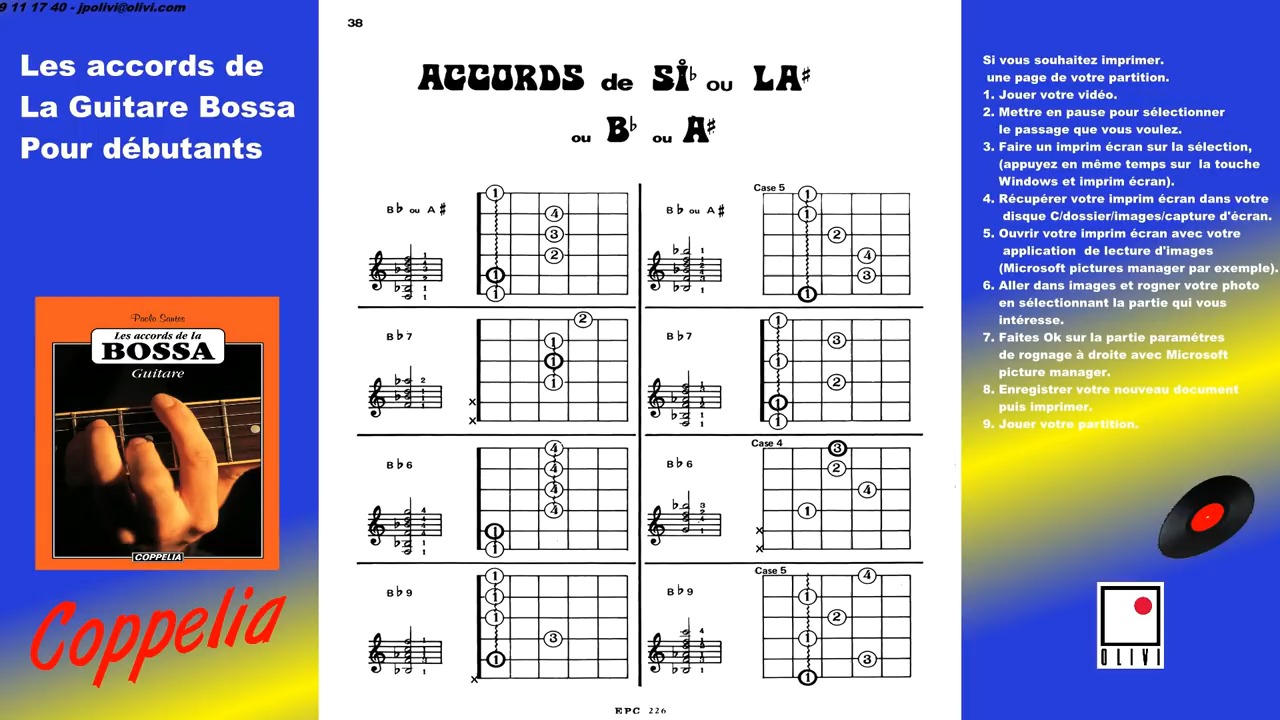 9 11 17 40 - jpolivi@olivi.com
Les accords de
La Guitare Bossa
Pour débutants
Paolo Santos
Les accords de la
BOSSA
Guitare
COPPELIA
Coppelia
38
ACCORDS de SI♭ ou LA♯
ou B♭ ou A♯
B♭ ou A♯
Case 5
B♭ ou A♯
B♭7
B♭7
B♭6
Case 4
B♭6
B♭9
Case 5
B♭9
EPC 226
Si vous souhaitez imprimer.
une page de votre partition.
1. Jouer votre vidéo.
2. Mettre en pause pour sélectionner
le passage que vous voulez.
3. Faire un imprim écran sur la sélection,
(appuyez en même temps sur la touche
Windows et imprim écran).
4. Récupérer votre imprim écran dans votre
disque C/dossier/images/capture d'écran.
5. Ouvrir votre imprim écran avec votre
application de lecture d'images
(Microsoft pictures manager par exemple).
6. Aller dans images et rogner votre photo
en sélectionnant la partie qui vous
intéresse.
7. Faites Ok sur la partie paramétres
de rognage à droite avec Microsoft
picture manager.
8. Enregistrer votre nouveau document
puis imprimer.
9. Jouer votre partition.
OLIVI